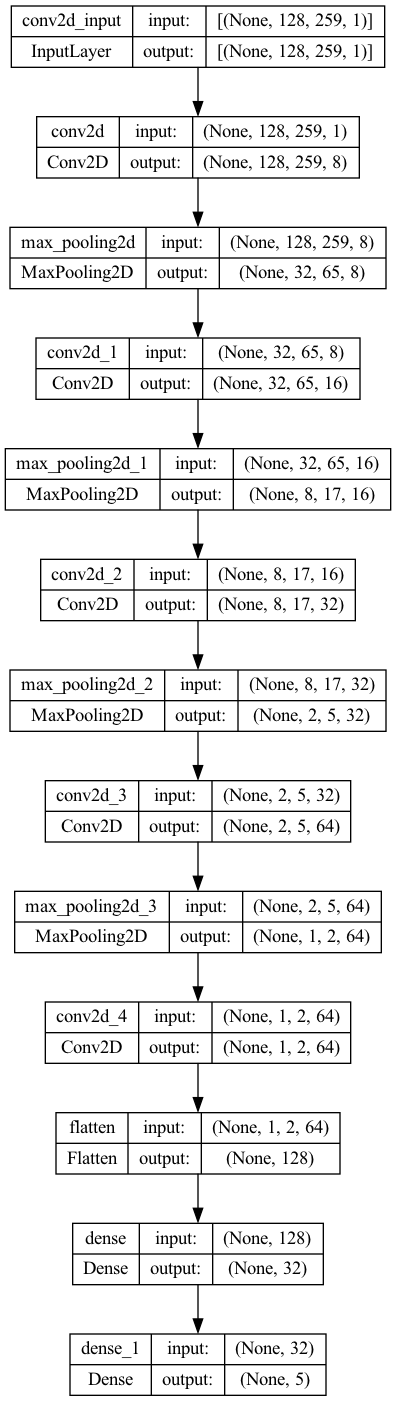 conv2d_input input: [(None, 128, 259, 1)]
InputLayer output: [(None, 128, 259, 1)]
conv2d input: (None, 128, 259, 1)
Conv2D output: (None, 128, 259, 8)
max_pooling2d input: (None, 128, 259, 8)
MaxPooling2D output: (None, 32, 65, 8)
conv2d_1 input: (None, 32, 65, 8)
Conv2D output: (None, 32, 65, 16)
max_pooling2d_1 input: (None, 32, 65, 16)
MaxPooling2D output: (None, 8, 17, 16)
conv2d_2 input: (None, 8, 17, 16)
Conv2D output: (None, 8, 17, 32)
max_pooling2d_2 input: (None, 8, 17, 32)
MaxPooling2D output: (None, 2, 5, 32)
conv2d_3 input: (None, 2, 5, 32)
Conv2D output: (None, 2, 5, 64)
max_pooling2d_3 input: (None, 2, 5, 64)
MaxPooling2D output: (None, 1, 2, 64)
conv2d_4 input: (None, 1, 2, 64)
Conv2D output: (None, 1, 2, 64)
flatten input: (None, 1, 2, 64)
Flatten output: (None, 128)
dense input: (None, 128)
Dense output: (None, 32)
dense_1 input: (None, 32)
Dense output: (None, 5)